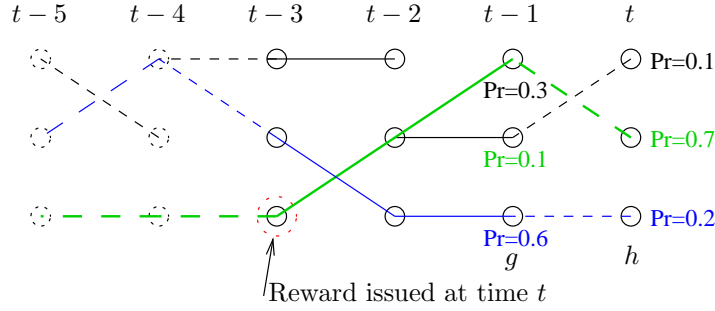 t − 5 t − 4 t − 3 t − 2 t − 1 t
Pr=0.1
Pr=0.3
Pr=0.7
Pr=0.1
Pr=0.2
Pr=0.6
g h
Reward issued at time t